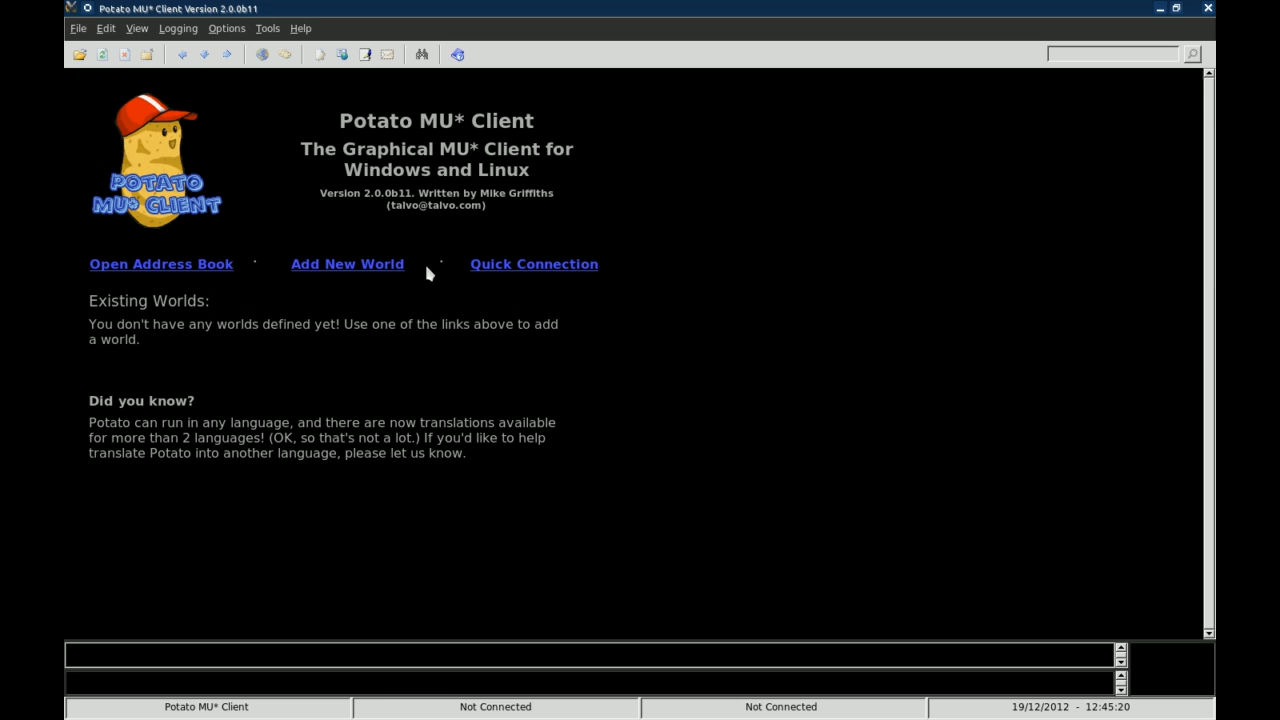 Potato MU* Client Version 2.0.0b11
File Edit View Logging Options Tools Help
POTATO
MU* CLIENT
Potato MU* Client
The Graphical MU* Client for
Windows and Linux
Version 2.0.0b11. Written by Mike Griffiths
(talvo@talvo.com)
Open Address Book · Add New World · Quick Connection
Existing Worlds:
You don't have any worlds defined yet! Use one of the links above to add
a world.
Did you know?
Potato can run in any language, and there are now translations available
for more than 2 languages! (OK, so that's not a lot.) If you'd like to help
translate Potato into another language, please let us know.
Potato MU* Client Not Connected Not Connected 19/12/2012 - 12:45:20